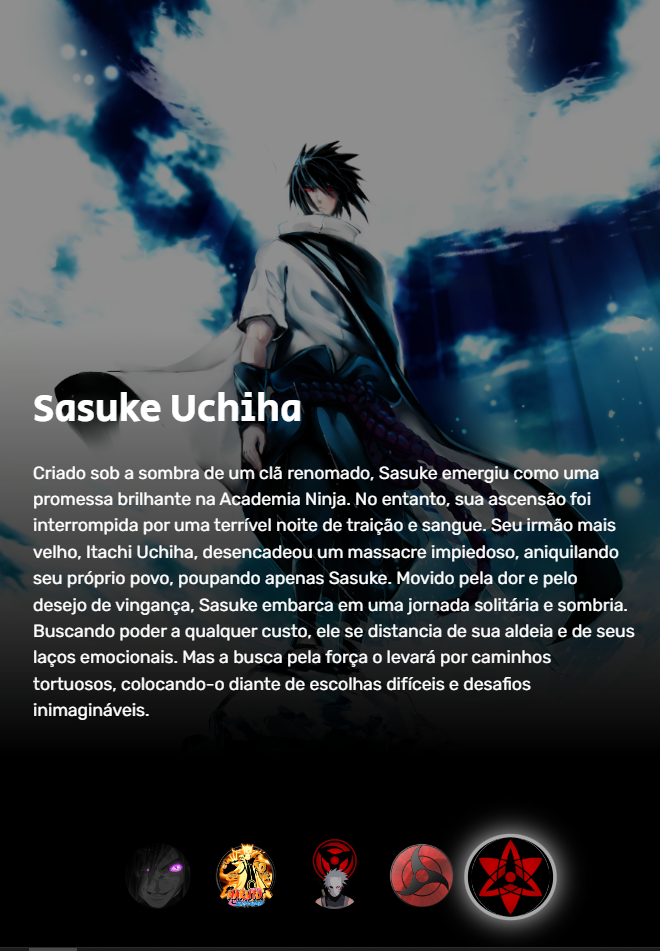 Sasuke Uchiha
Criado sob a sombra de um clã renomado, Sasuke emergiu como uma
promessa brilhante na Academia Ninja. No entanto, sua ascensão foi
interrompida por uma terrível noite de traição e sangue. Seu irmão mais
velho, Itachi Uchiha, desencadeou um massacre impiedoso, aniquilando
seu próprio povo, poupando apenas Sasuke. Movido pela dor e pelo
desejo de vingança, Sasuke embarca em uma jornada solitária e sombria.
Buscando poder a qualquer custo, ele se distancia de sua aldeia e de seus
laços emocionais. Mas a busca pela força o levará por caminhos
tortuosos, colocando-o diante de escolhas difíceis e desafios
inimagináveis.
NARUTO